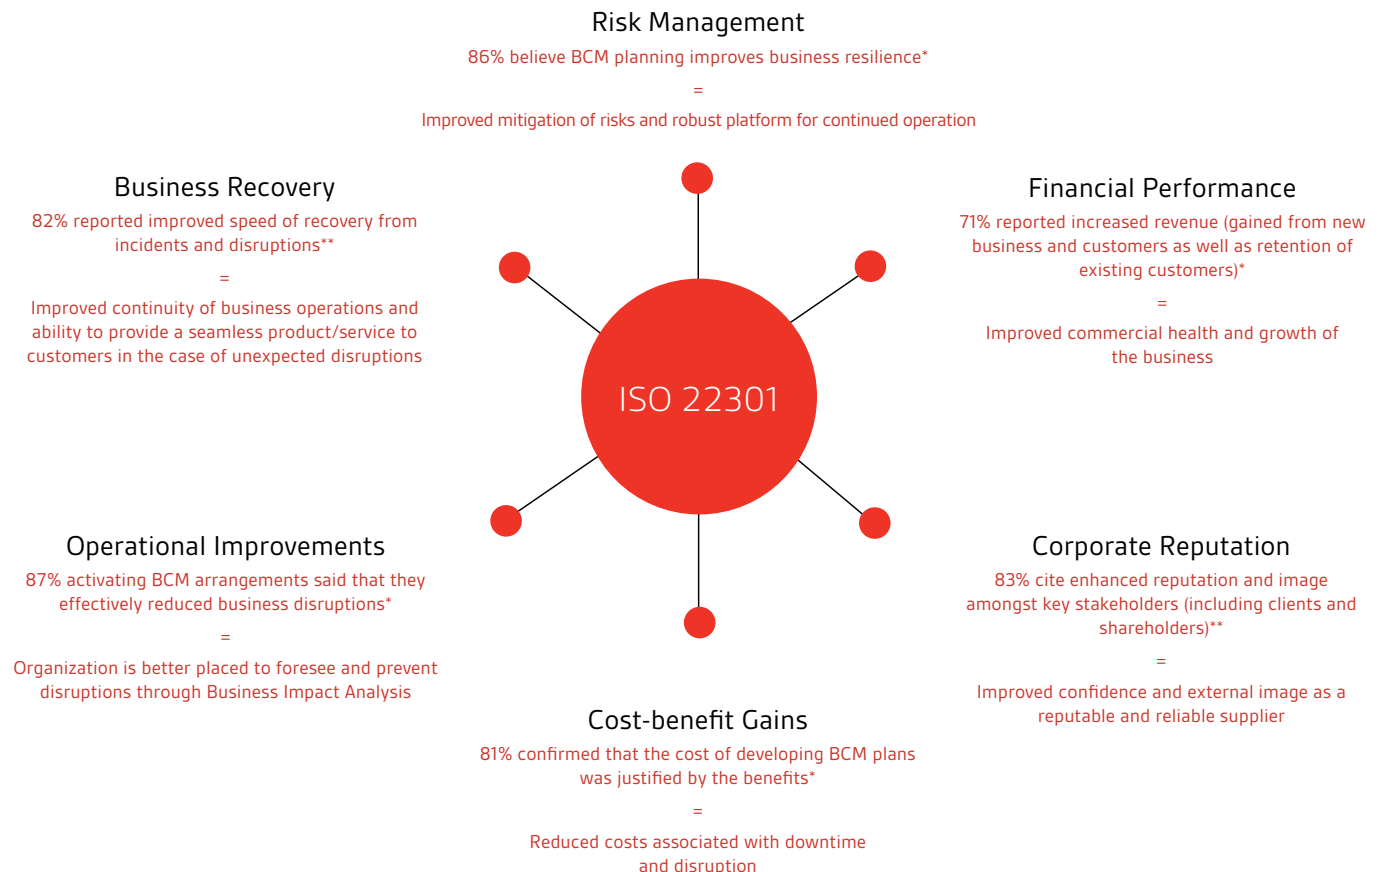 Risk Management
86% believe BCM planning improves business resilience*
=
Improved mitigation of risks and robust platform for continued operation
Business Recovery
82% reported improved speed of recovery from
incidents and disruptions**
=
Improved continuity of business operations and
ability to provide a seamless product/service to
customers in the case of unexpected disruptions
Financial Performance
71% reported increased revenue (gained from new
business and customers as well as retention of
existing customers)*
=
Improved commercial health and growth of
the business
ISO 22301
Operational Improvements
87% activating BCM arrangements said that they
effectively reduced business disruptions*
=
Organization is better placed to foresee and prevent
disruptions through Business Impact Analysis
Corporate Reputation
83% cite enhanced reputation and image
amongst key stakeholders (including clients and
shareholders)**
=
Improved confidence and external image as a
reputable and reliable supplier
Cost-benefit Gains
81% confirmed that the cost of developing BCM plans
was justified by the benefits*
=
Reduced costs associated with downtime
and disruption